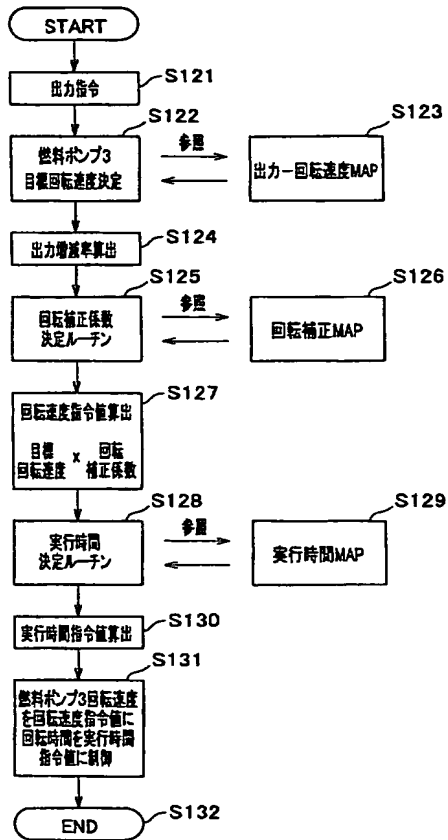 START
S121
出力指令
S122
燃料ポンプ3
目標回転速度決定
参照
S123
出力ー回転速度MAP
S124
出力増減率算出
S125
回転補正係数
決定ルーチン
参照
S126
回転補正MAP
S127
回転速度指令値算出
目標 回転
回転速度 x 補正係数
S128
実行時間
決定ルーチン
参照
S129
実行時間MAP
S130
実行時間指令値算出
S131
燃料ポンプ3回転速度
を回転速度指令値に
回転時間を実行時間
指令値に制御
END
S132